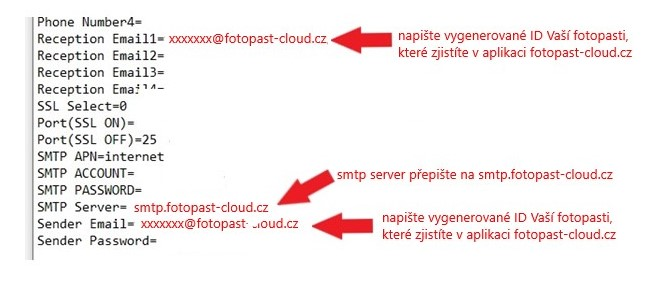 Phone Number4=
Reception Email1= xxxxxxx@fotopast-cloud.cz
napište vygenerované ID Vaší fotopasti,
které zjistíte v aplikaci fotopast-cloud.cz
Reception Email2=
Reception Email3=
Reception Email4=
SSL Select=0
Port(SSL ON)=
Port(SSL OFF)=25
SMTP APN=internet
SMTP ACCOUNT=
smtp server přepište na smtp.fotopast-cloud.cz
SMTP PASSWORD=
SMTP Server= smtp.fotopast-cloud.cz
Sender Email= xxxxxxx@fotopast-cloud.cz
napište vygenerované ID Vaší fotopasti,
které zjistíte v aplikaci fotopast-cloud.cz
Sender Password=